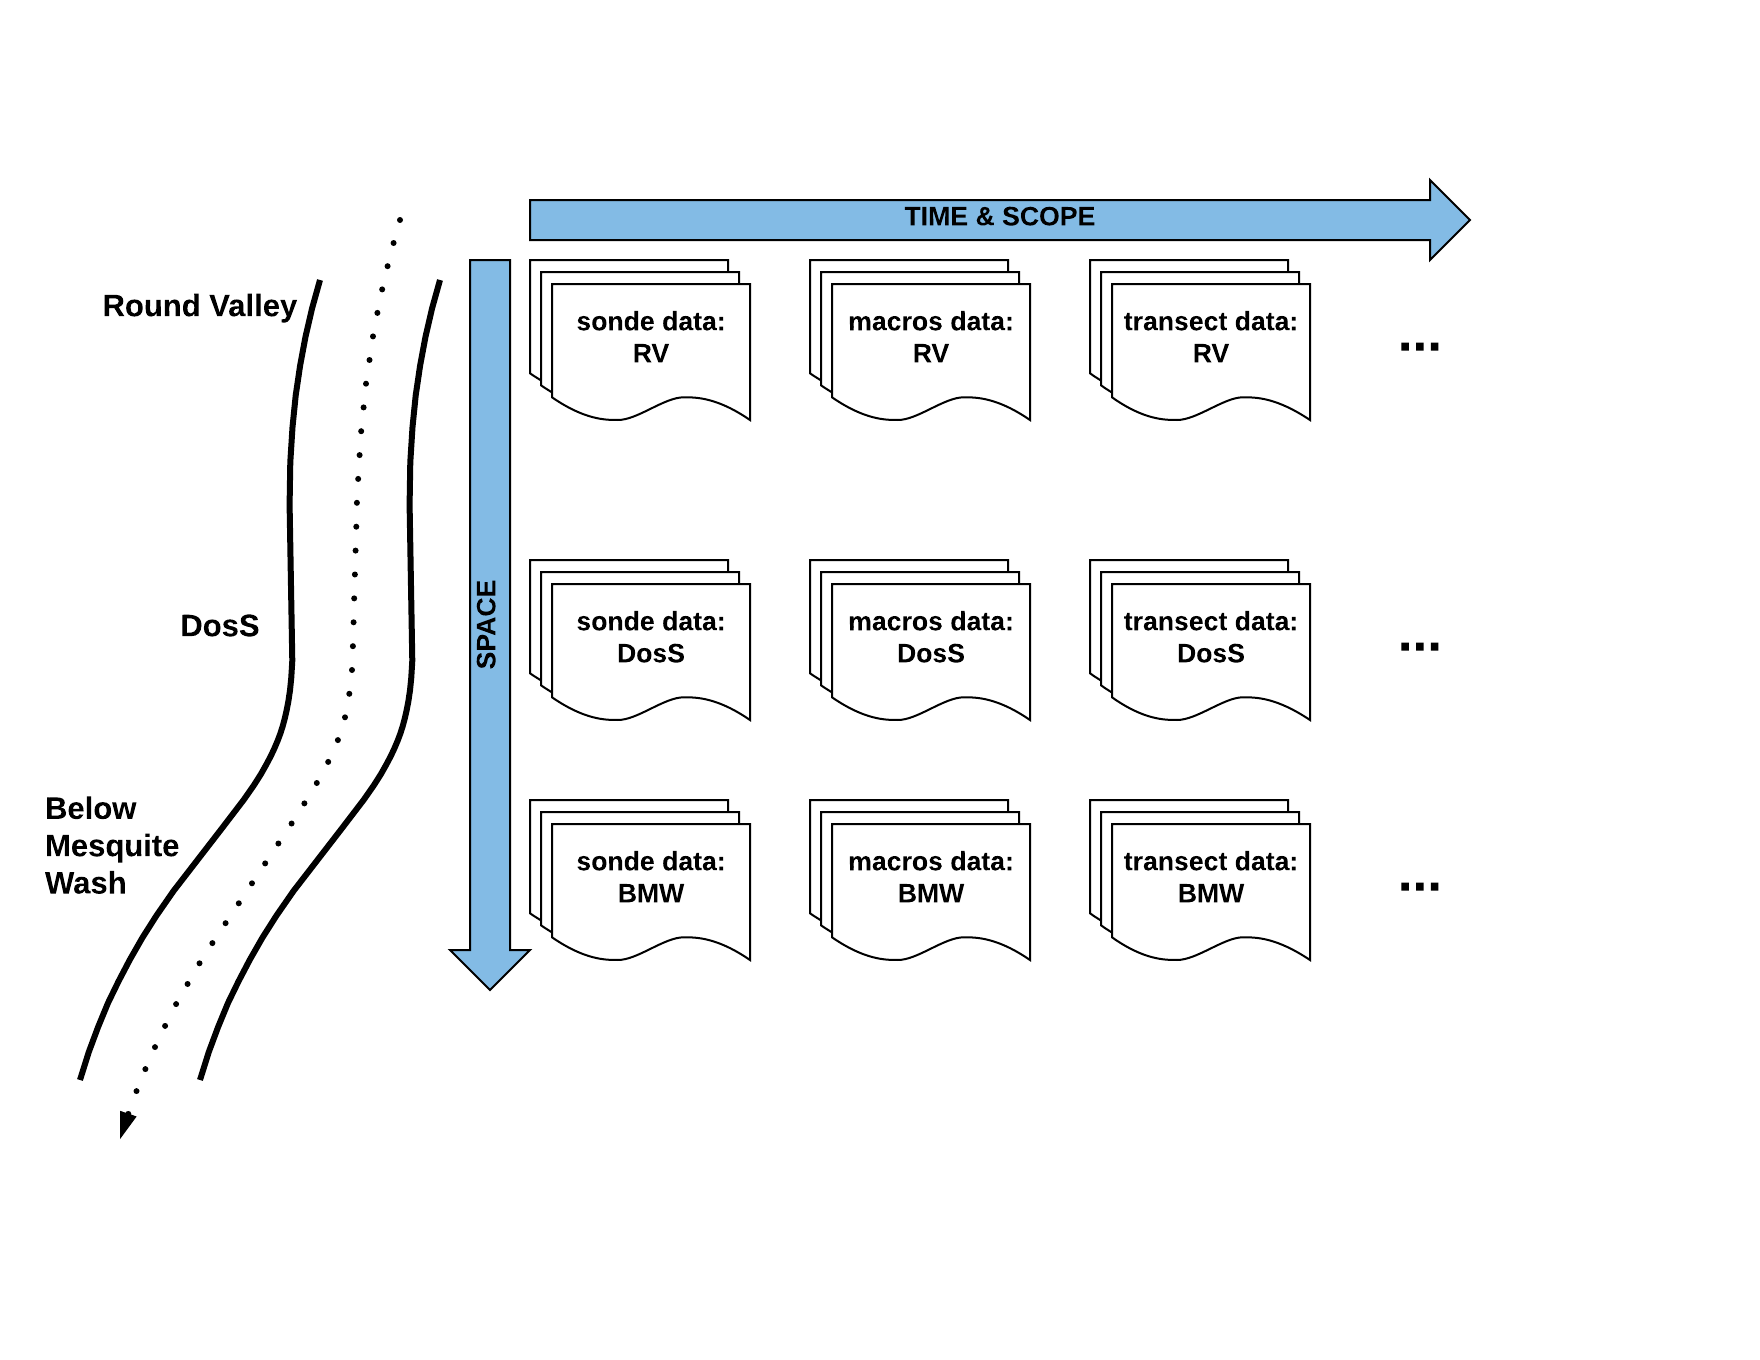 TIME & SCOPE
Round Valley
sonde data:
RV
macros data:
RV
transect data:
RV
...
SPACE
DosS
sonde data:
DosS
macros data:
DosS
transect data:
DosS
...
Below
Mesquite
Wash
sonde data:
BMW
macros data:
BMW
transect data:
BMW
...